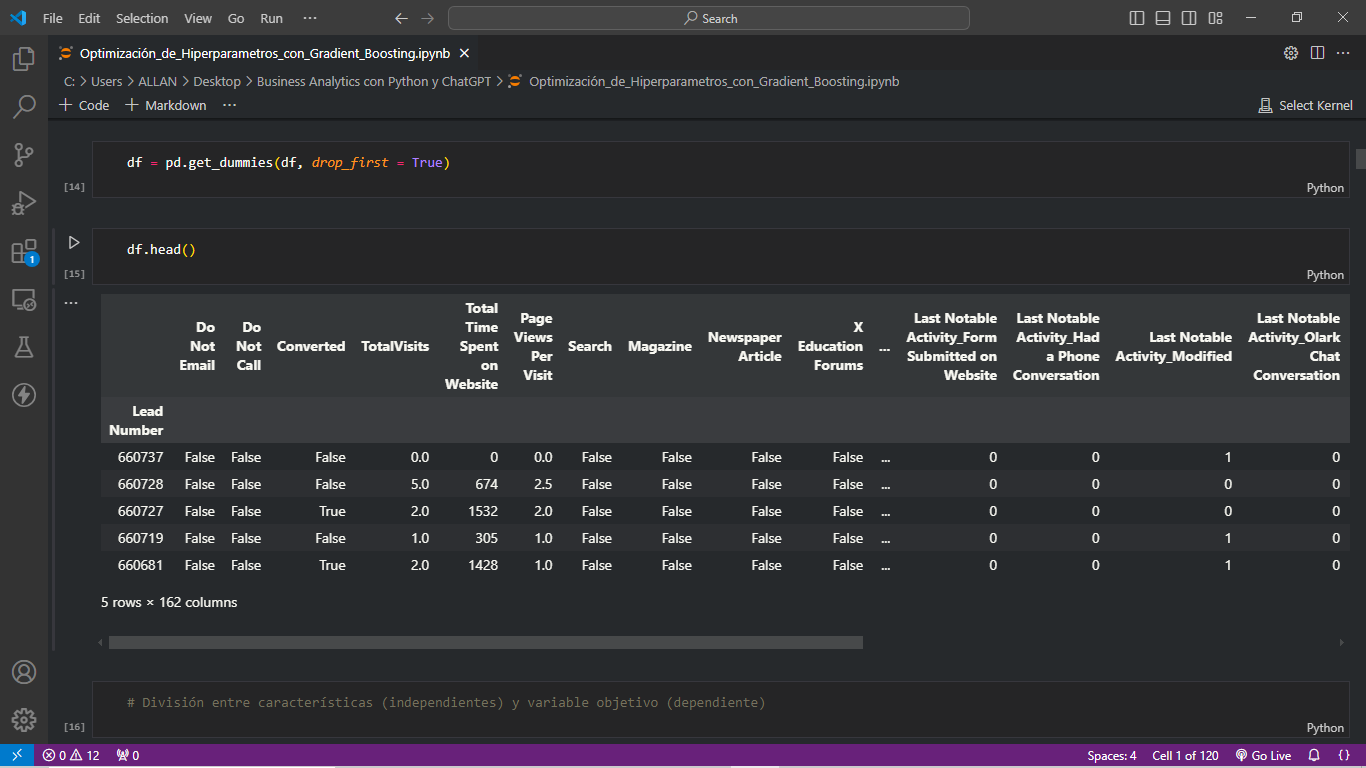 File Edit Selection View Go Run ··· Search
Optimización_de_Hiperparametros_con_Gradient_Boosting.ipynb
C: > Users > ALLAN > Desktop > Business Analytics con Python y ChatGPT > Optimización_de_Hiperparametros_con_Gradient_Boosting.ipynb
+ Code + Markdown ··· Select Kernel
df = pd.get_dummies(df, drop_first = True)
[14] Python
df.head()
[15] Python
Do Not Email Do Not Call Converted TotalVisits Total Time Spent on Website Page Views Per Visit Search Magazine Newspaper Article X Education Forums ... Last Notable Activity_Form Submitted on Website Last Notable Activity_Had a Phone Conversation Last Notable Activity_Modified Last Notable Activity_Olark Chat Conversation
Lead Number
660737 False False False 0.0 0 0.0 False False False False ... 0 0 1 0
660728 False False False 5.0 674 2.5 False False False False ... 0 0 0 0
660727 False False True 2.0 1532 2.0 False False False False ... 0 0 0 0
660719 False False False 1.0 305 1.0 False False False False ... 0 0 1 0
660681 False False True 2.0 1428 1.0 False False False False ... 0 0 1 0
5 rows × 162 columns
# División entre características (independientes) y variable objetivo (dependiente)
[16] Python
1
0 12 0 Spaces: 4 Cell 1 of 120 Go Live {}